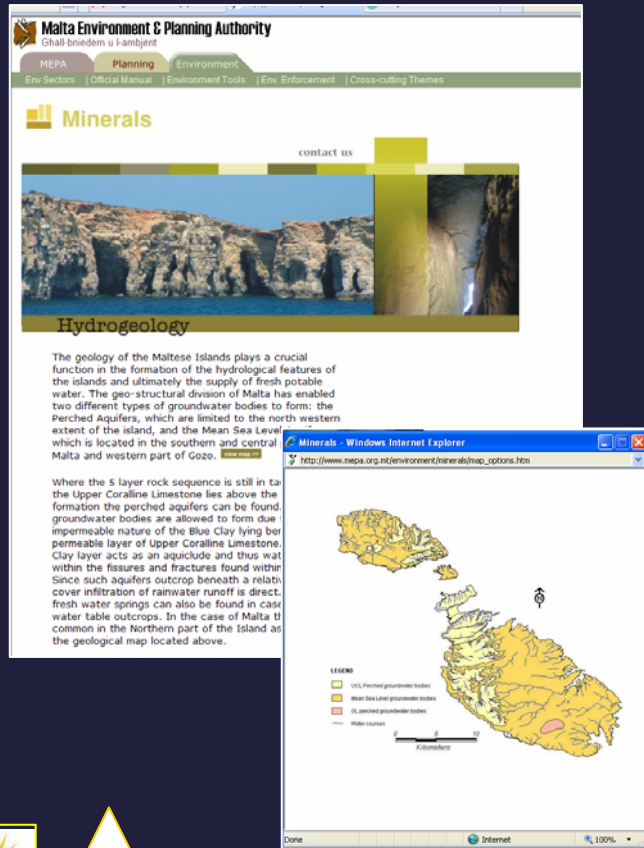 Malta Environment & Planning Authority
Għall-bniedem u l-ambjent
MEPA Planning Environment
Env Sectors | Official Manual | Environment Tools | Env. Enforcement | Cross-cutting Themes
Minerals
contact us
Hydrogeology
The geology of the Maltese Islands plays a crucial
function in the formation of the hydrological features of
the islands and ultimately the supply of fresh potable
water. The geo-structural division of Malta has enabled
two different types of groundwater bodies to form: the
Perched Aquifers, which are limited to the north western
extent of the island, and the Mean Sea Level
which is located in the southern and central
Malta and western part of Gozo. view map >>
Where the 5 layer rock sequence is still in
the Upper Coralline Limestone lies above the
formation the perched aquifers can be found.
groundwater bodies are allowed to form due
impermeable nature of the Blue Clay lying
permeable layer of Upper Coralline Limestone.
Clay layer acts as an aquiclude and thus
within the fissures and fractures found
Since such aquifers outcrop beneath a
cover infiltration of rainwater runoff is direct.
fresh water springs can also be found in
water table outcrops. In the case of Malta
common in the Northern part of the Island as
the geological map located above.
Minerals - Windows Internet Explorer
http://www.mepa.org.mt/environment/minerals/map_options.htm
N
LEGEND
UCL Perched groundwater bodies
Mean Sea Level groundwater bodies
GL perched groundwater bodies
Water courses
0 5 10
Kilometers
Done Internet 100%